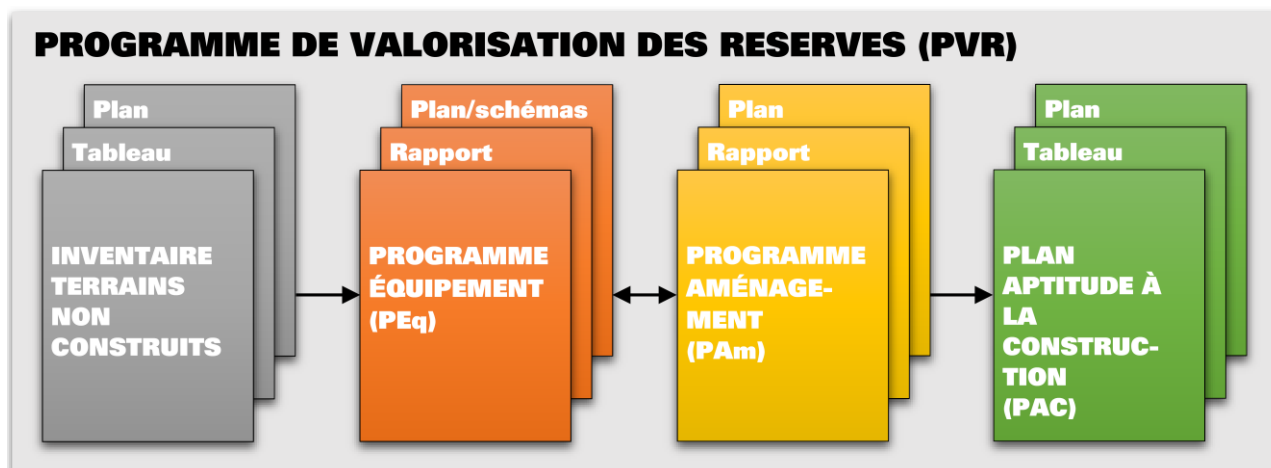 PROGRAMME DE VALORISATION DES RESERVES (PVR)
Plan
Tableau
INVENTAIRE
TERRAINS
NON
CONSTRUITS
Plan/schémas
Rapport
PROGRAMME
ÉQUIPEMENT
(PEq)
Plan
Rapport
PROGRAMME
AMÉNAGE-
MENT
(PAm)
Plan
Tableau
PLAN
APTITUDE À
LA
CONSTRUC-
TION
(PAC)